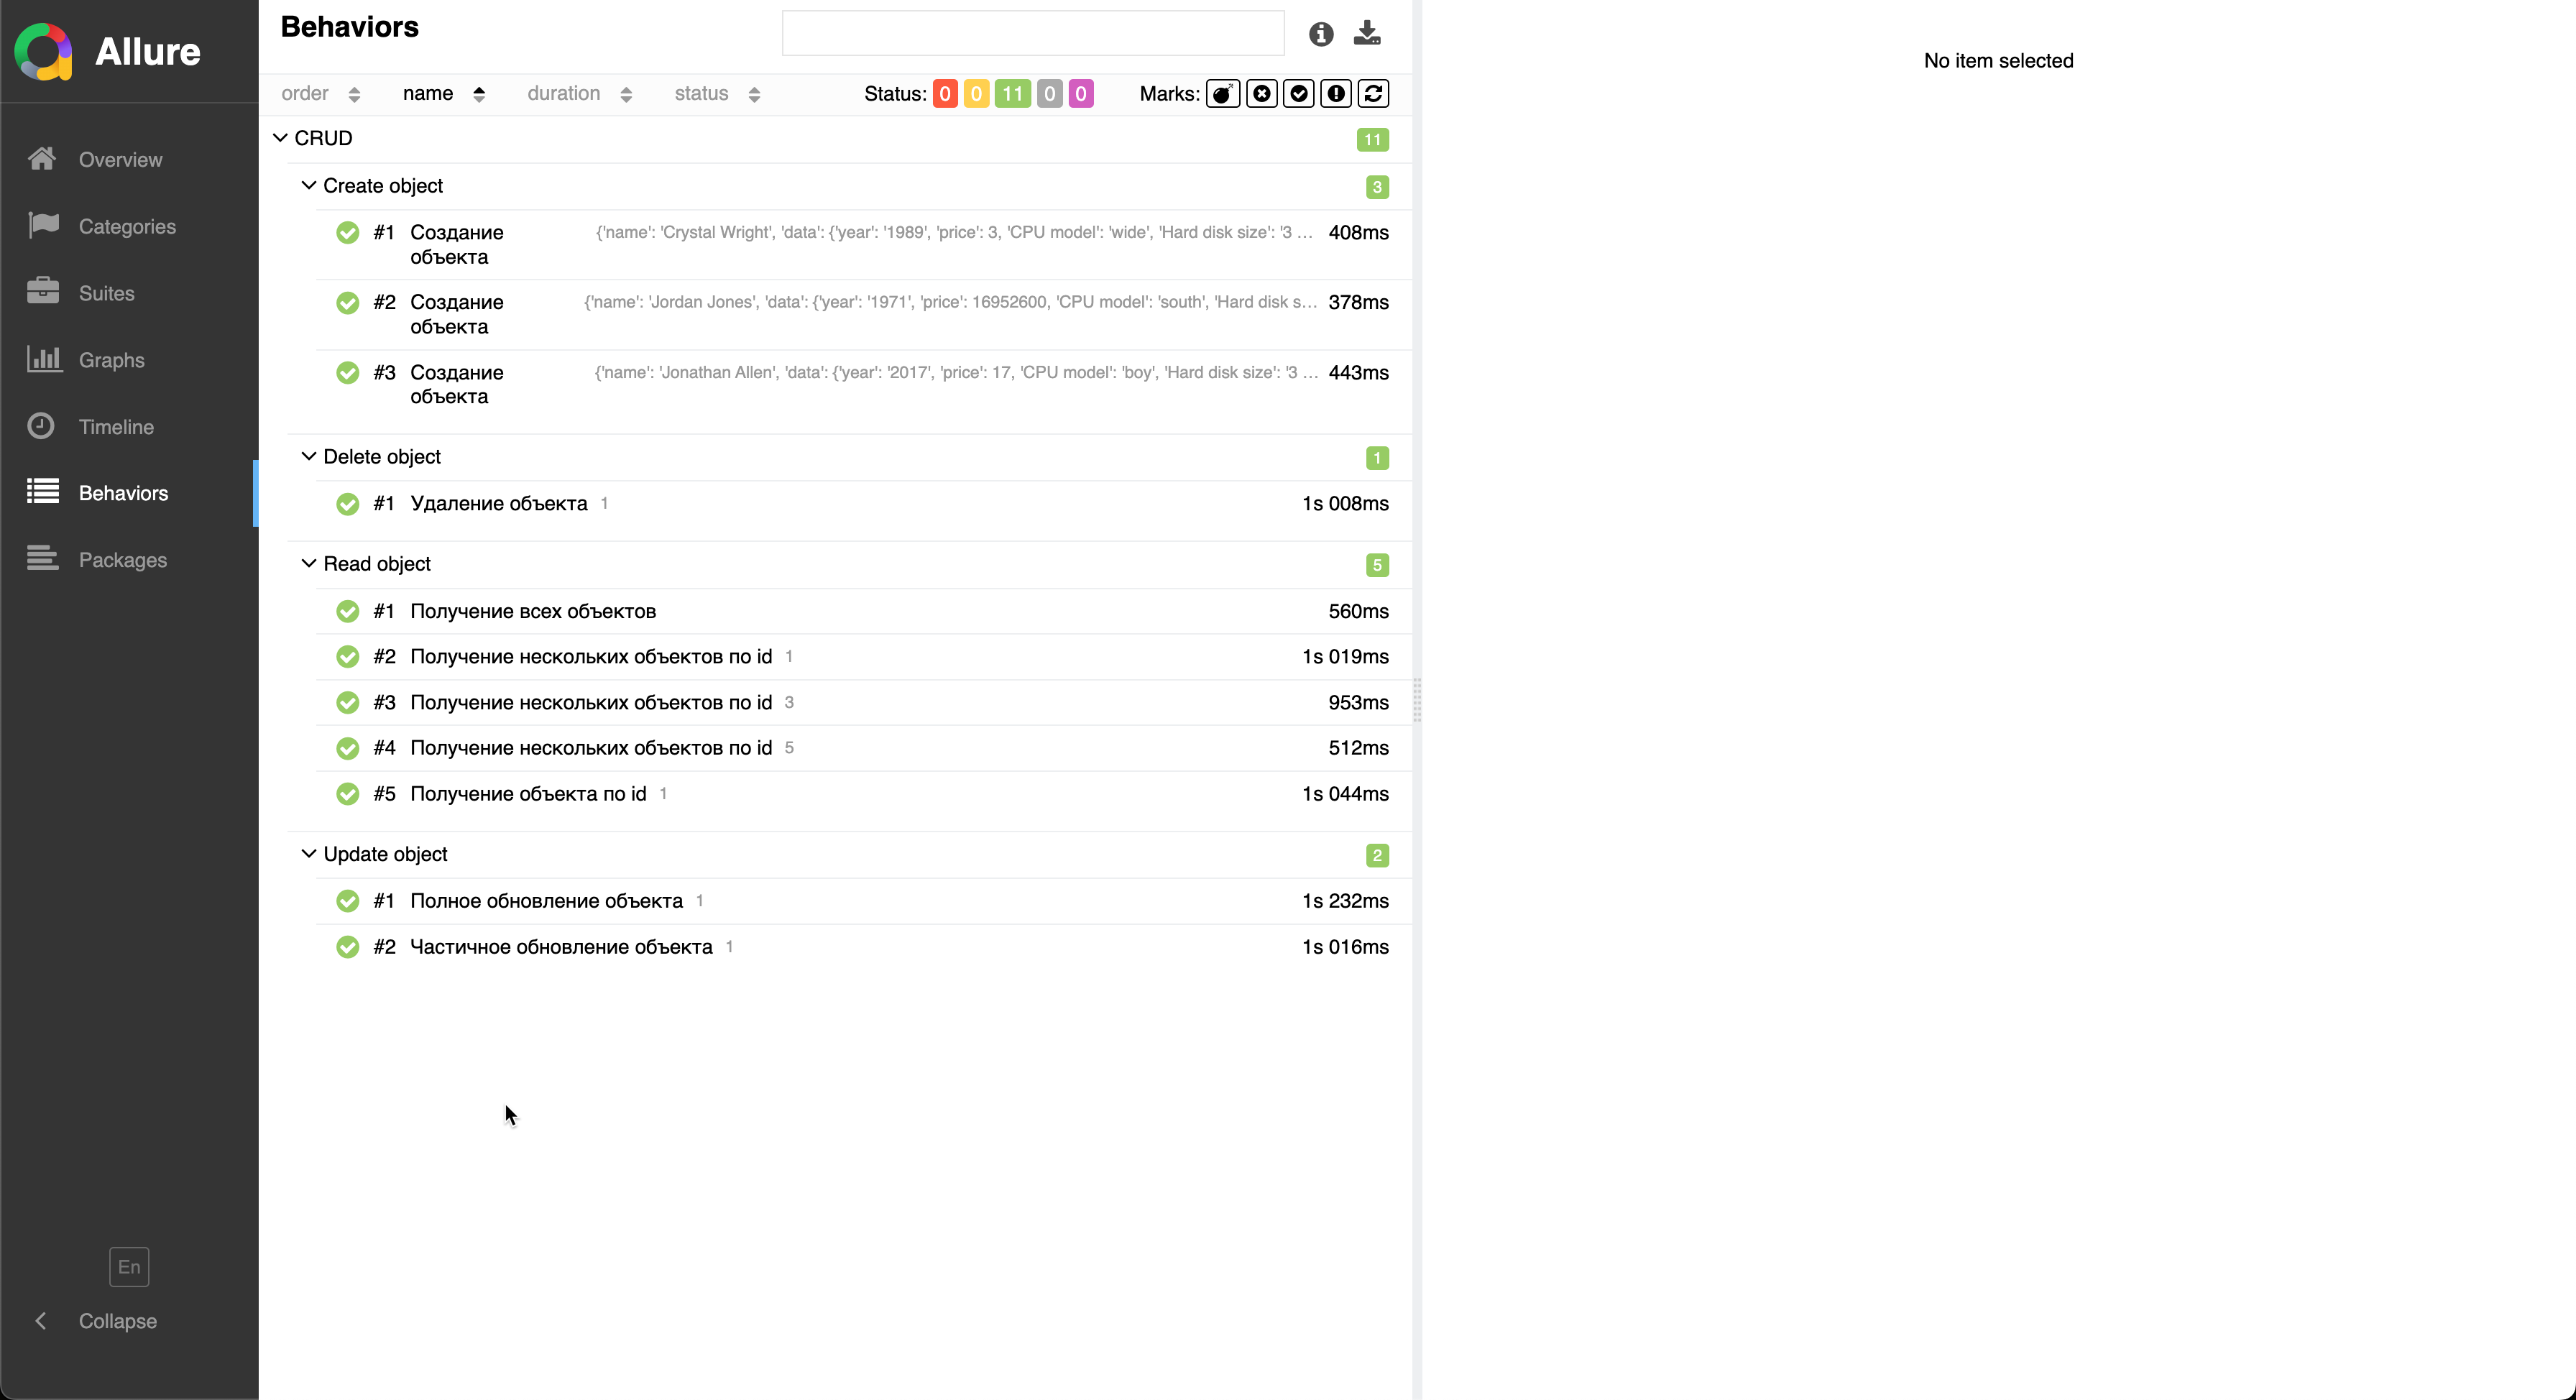 Allure
Overview
Categories
Suites
Graphs
Timeline
Behaviors
Packages
En
Collapse
Behaviors
order name duration status Status: 0 0 11 0 0 Marks:
CRUD 11
Create object 3
#1 Создание объекта {'name': 'Crystal Wright', 'data': {'year': '1989', 'price': 3, 'CPU model': 'wide', 'Hard disk size': '3 … 408ms
#2 Создание объекта {'name': 'Jordan Jones', 'data': {'year': '1971', 'price': 16952600, 'CPU model': 'south', 'Hard disk s… 378ms
#3 Создание объекта {'name': 'Jonathan Allen', 'data': {'year': '2017', 'price': 17, 'CPU model': 'boy', 'Hard disk size': '3 … 443ms
Delete object 1
#1 Удаление объекта 1 1s 008ms
Read object 5
#1 Получение всех объектов 560ms
#2 Получение нескольких объектов по id 1 1s 019ms
#3 Получение нескольких объектов по id 3 953ms
#4 Получение нескольких объектов по id 5 512ms
#5 Получение объекта по id 1 1s 044ms
Update object 2
#1 Полное обновление объекта 1 1s 232ms
#2 Частичное обновление объекта 1 1s 016ms
No item selected